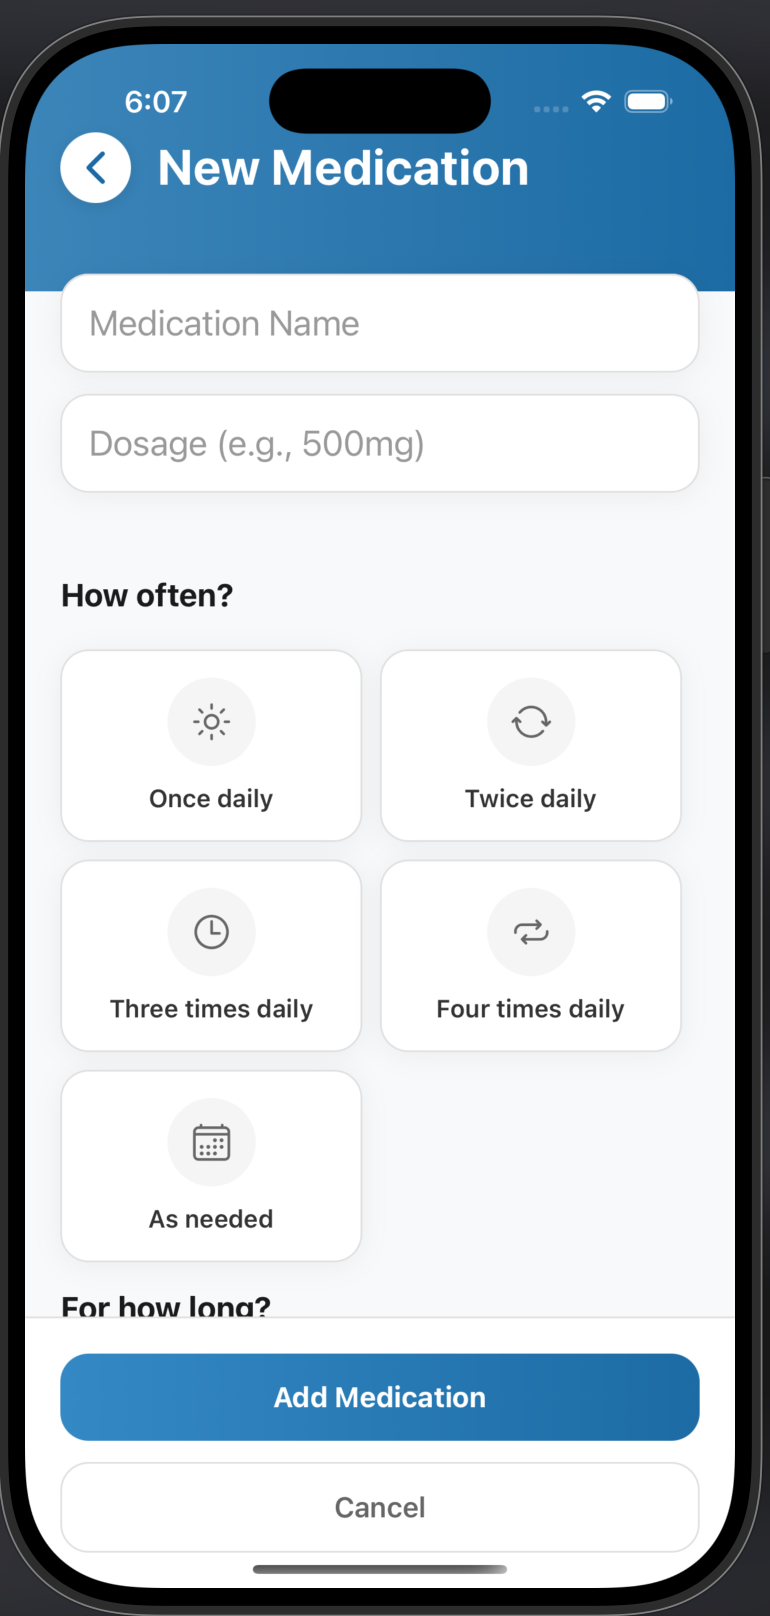 6:07
New Medication
Medication Name
Dosage (e.g., 500mg)
How often?
Once daily
Twice daily
Three times daily
Four times daily
As needed
For how long?
Add Medication
Cancel